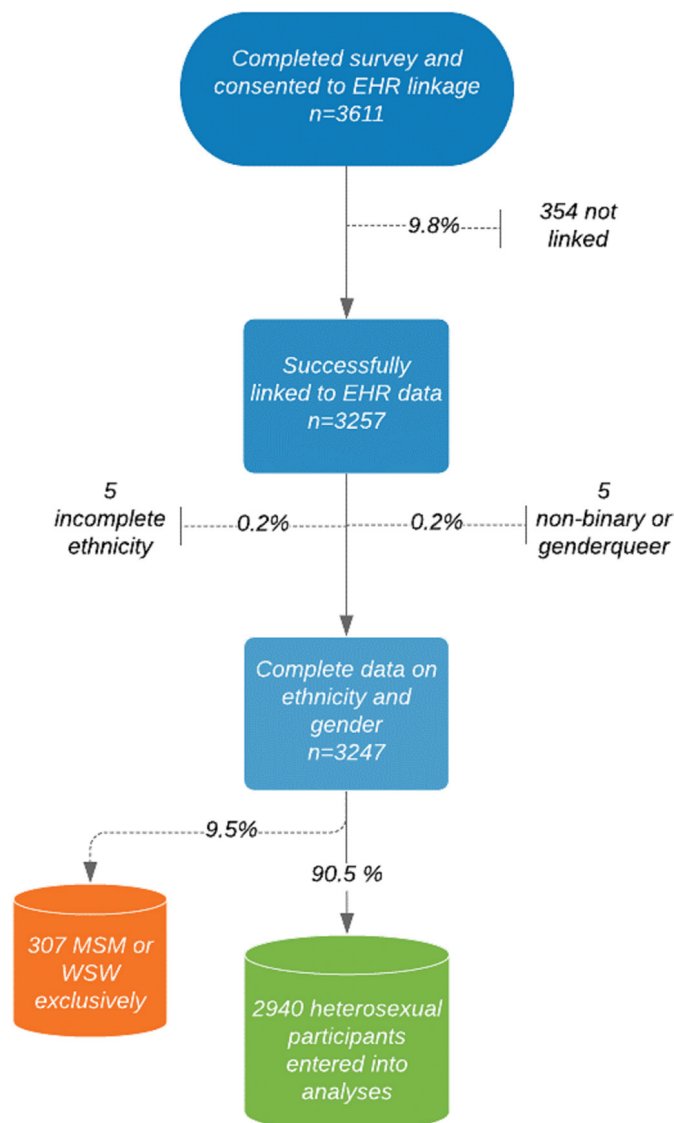 Completed survey and
consented to EHR linkage
n=3611
9.8%
354 not
linked
Successfully
linked to EHR data
n=3257
5
incomplete
ethnicity
0.2%
0.2%
5
non-binary or
genderqueer
Complete data on
ethnicity and
gender
n=3247
9.5%
90.5 %
307 MSM or
WSW
exclusively
2940 heterosexual
participants
entered into
analyses